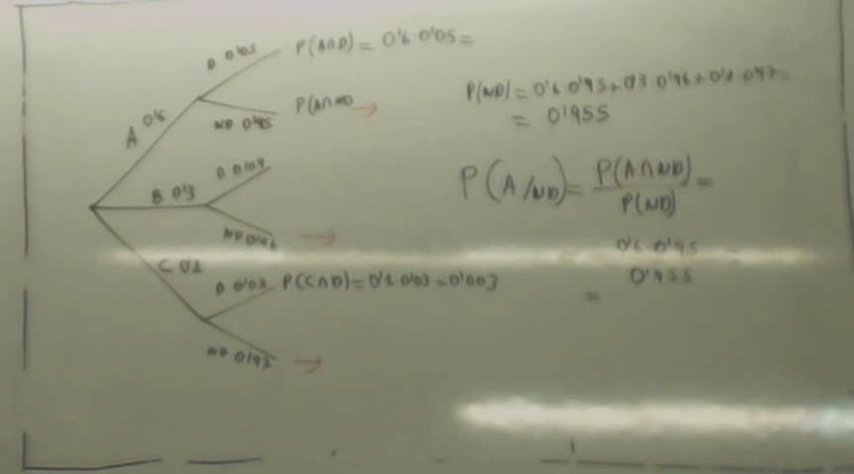 D 0'05 P(A∩D) = 0'6·0'05 =
A 0'6
ND 0'95 P(A∩ND →
P(ND) = 0'6·0'95 + 0'3·0'96 + 0'1·0'97 =
= 0'955
D 0'04
B 0'3
ND 0'96 →
P(A/ND) = P(A∩ND) / P(ND) =
= 0'6·0'95 / 0'955
C 0'1
D 0'03 P(C∩D) = 0'1·0'03 = 0'003
ND 0'97 →